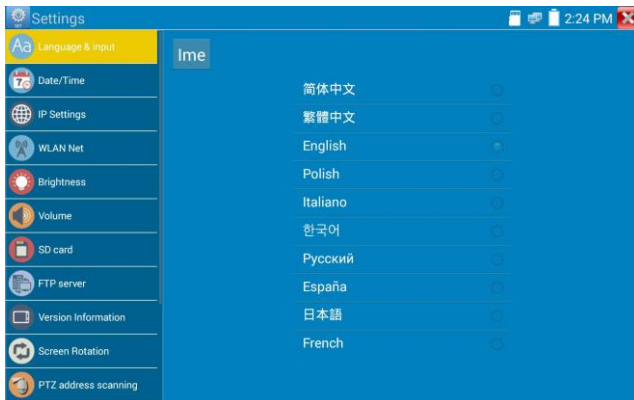 Settings
2:24 PM
Language & input
Date/Time
IP Settings
WLAN Net
Brightness
Volume
SD card
FTP server
Version Information
Screen Rotation
PTZ address scanning
Ime
简体中文
繁體中文
English
Polish
Italiano
한국어
Русский
España
日本語
French